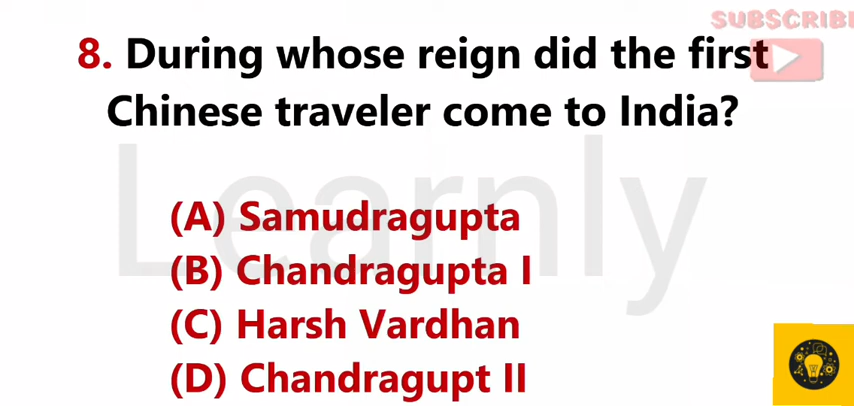 SUBSCRIBE
8. During whose reign did the first
Chinese traveler come to India?
Learnly
(A) Samudragupta
(B) Chandragupta I
(C) Harsh Vardhan
(D) Chandragupt II